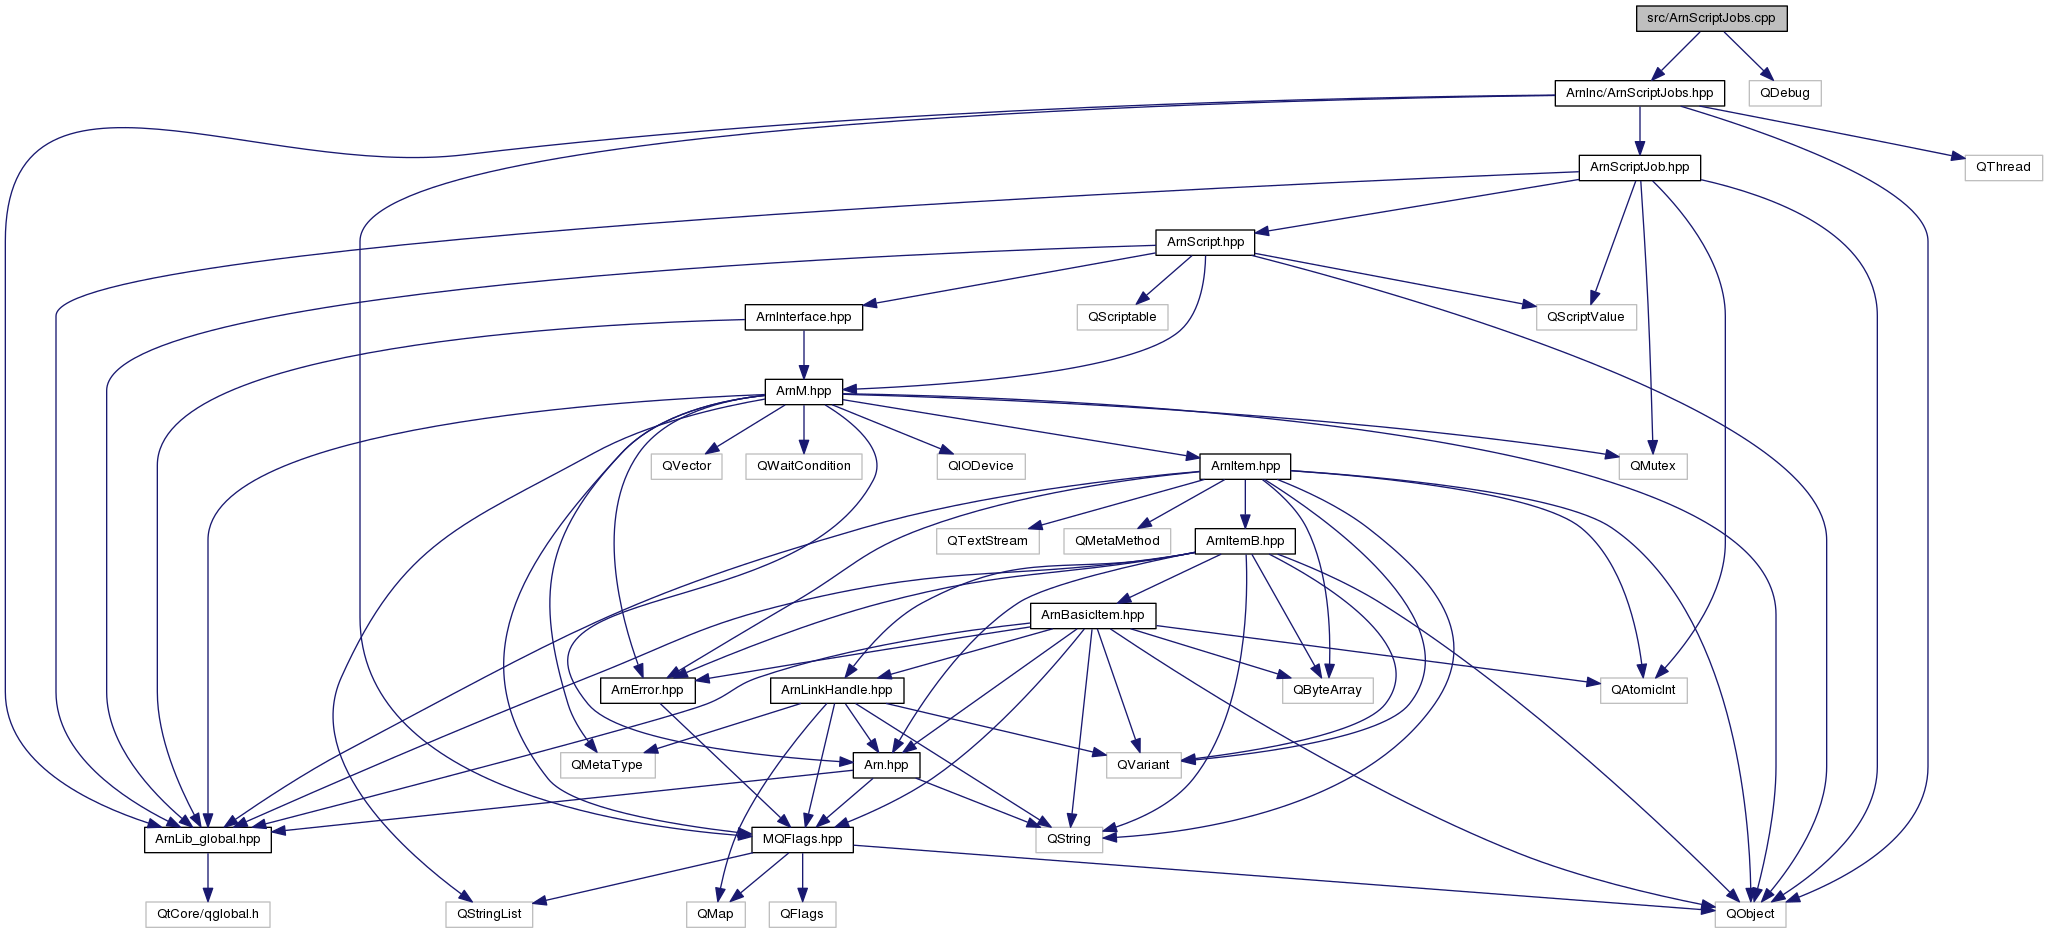 src/ArnScriptJobs.cpp
ArnInc/ArnScriptJobs.hpp
QDebug
ArnScriptJob.hpp
QThread
ArnScript.hpp
ArnInterface.hpp
QScriptable
QScriptValue
ArnM.hpp
QVector
QWaitCondition
QIODevice
ArnItem.hpp
QMutex
QTextStream
QMetaMethod
ArnItemB.hpp
ArnBasicItem.hpp
ArnError.hpp
ArnLinkHandle.hpp
QByteArray
QAtomicInt
QMetaType
Arn.hpp
QVariant
ArnLib_global.hpp
MQFlags.hpp
QString
QtCore/qglobal.h
QStringList
QMap
QFlags
QObject